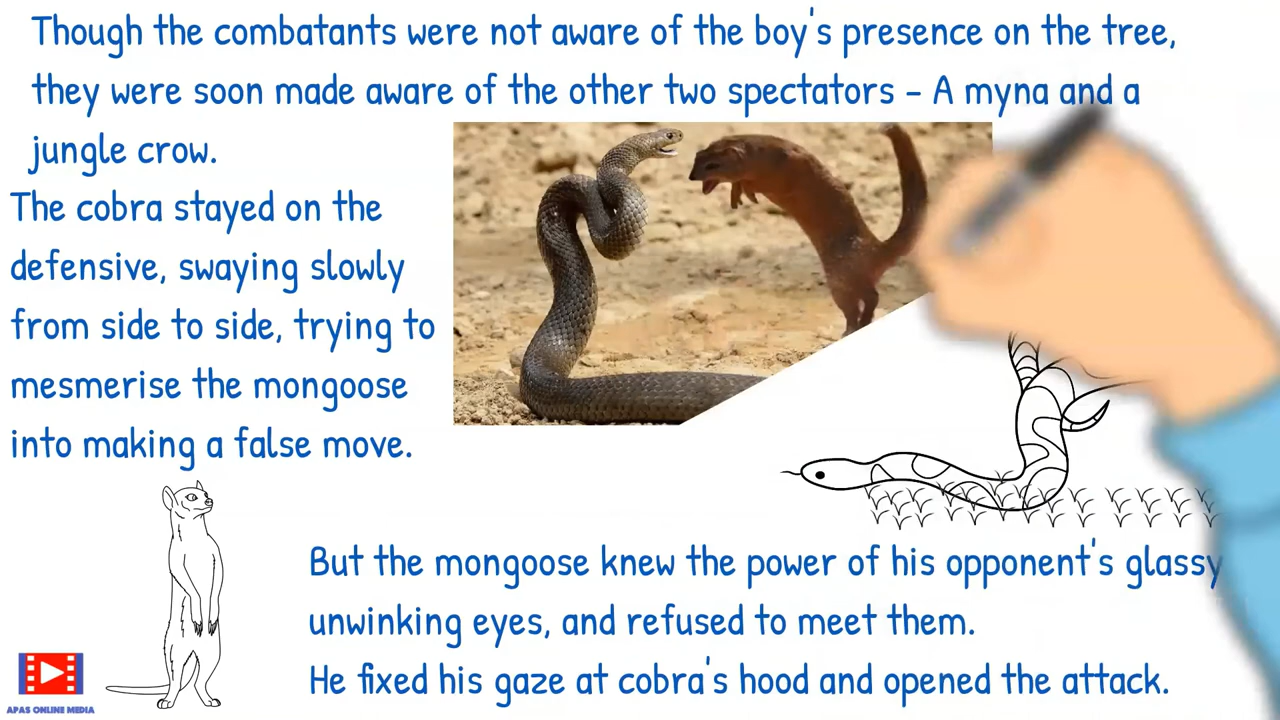 Though the combatants were not aware of the boy's presence on the tree,
they were soon made aware of the other two spectators – A myna and a
jungle crow.
The cobra stayed on the
defensive, swaying slowly
from side to side, trying to
mesmerise the mongoose
into making a false move.
But the mongoose knew the power of his opponent's glassy
unwinking eyes, and refused to meet them.
He fixed his gaze at cobra's hood and opened the attack.
APAS ONLINE MEDIA